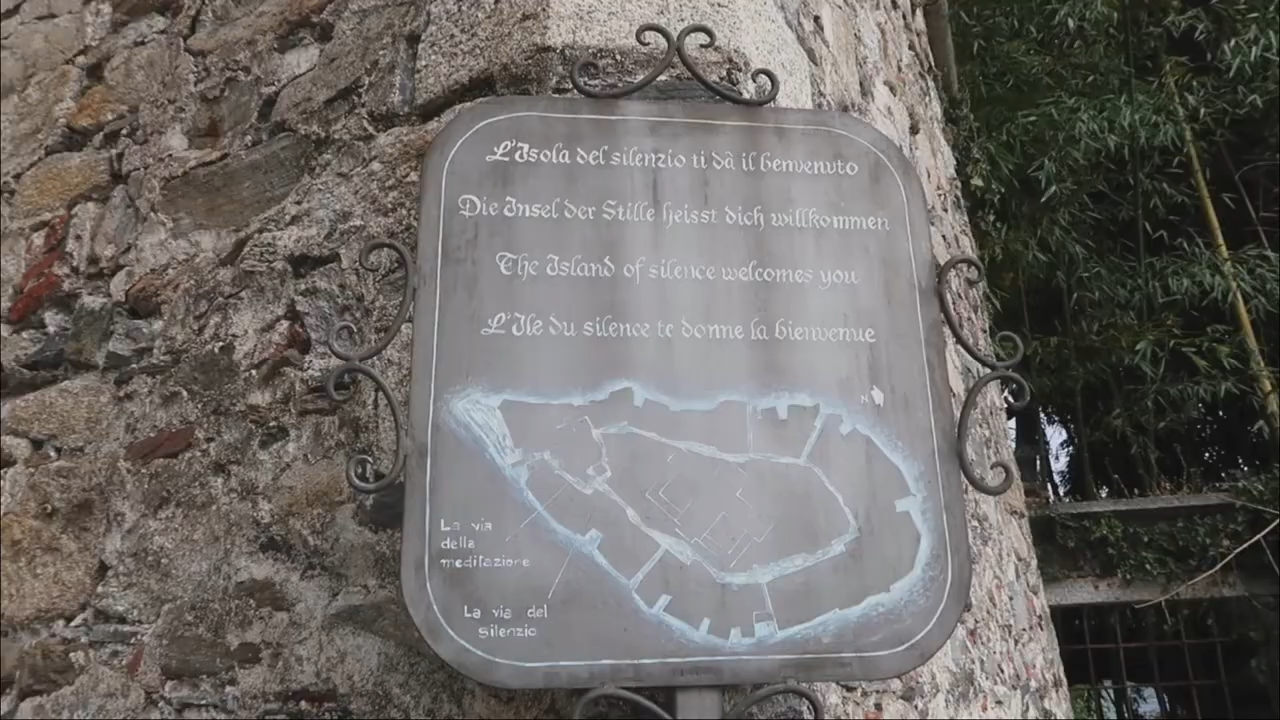 L'Isola del silenzio ti dà il benvenuto
Die Insel der Stille heisst dich willkommen
The Island of silence welcomes you
L'Ile du silence te donne la bienvenue
N
La via
della
meditazione
La via del
Silenzio